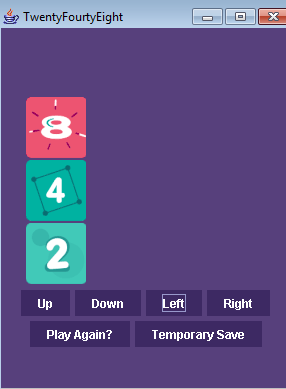 TwentyFourtyEight
8
4
2
Up Down Left Right
Play Again? Temporary Save